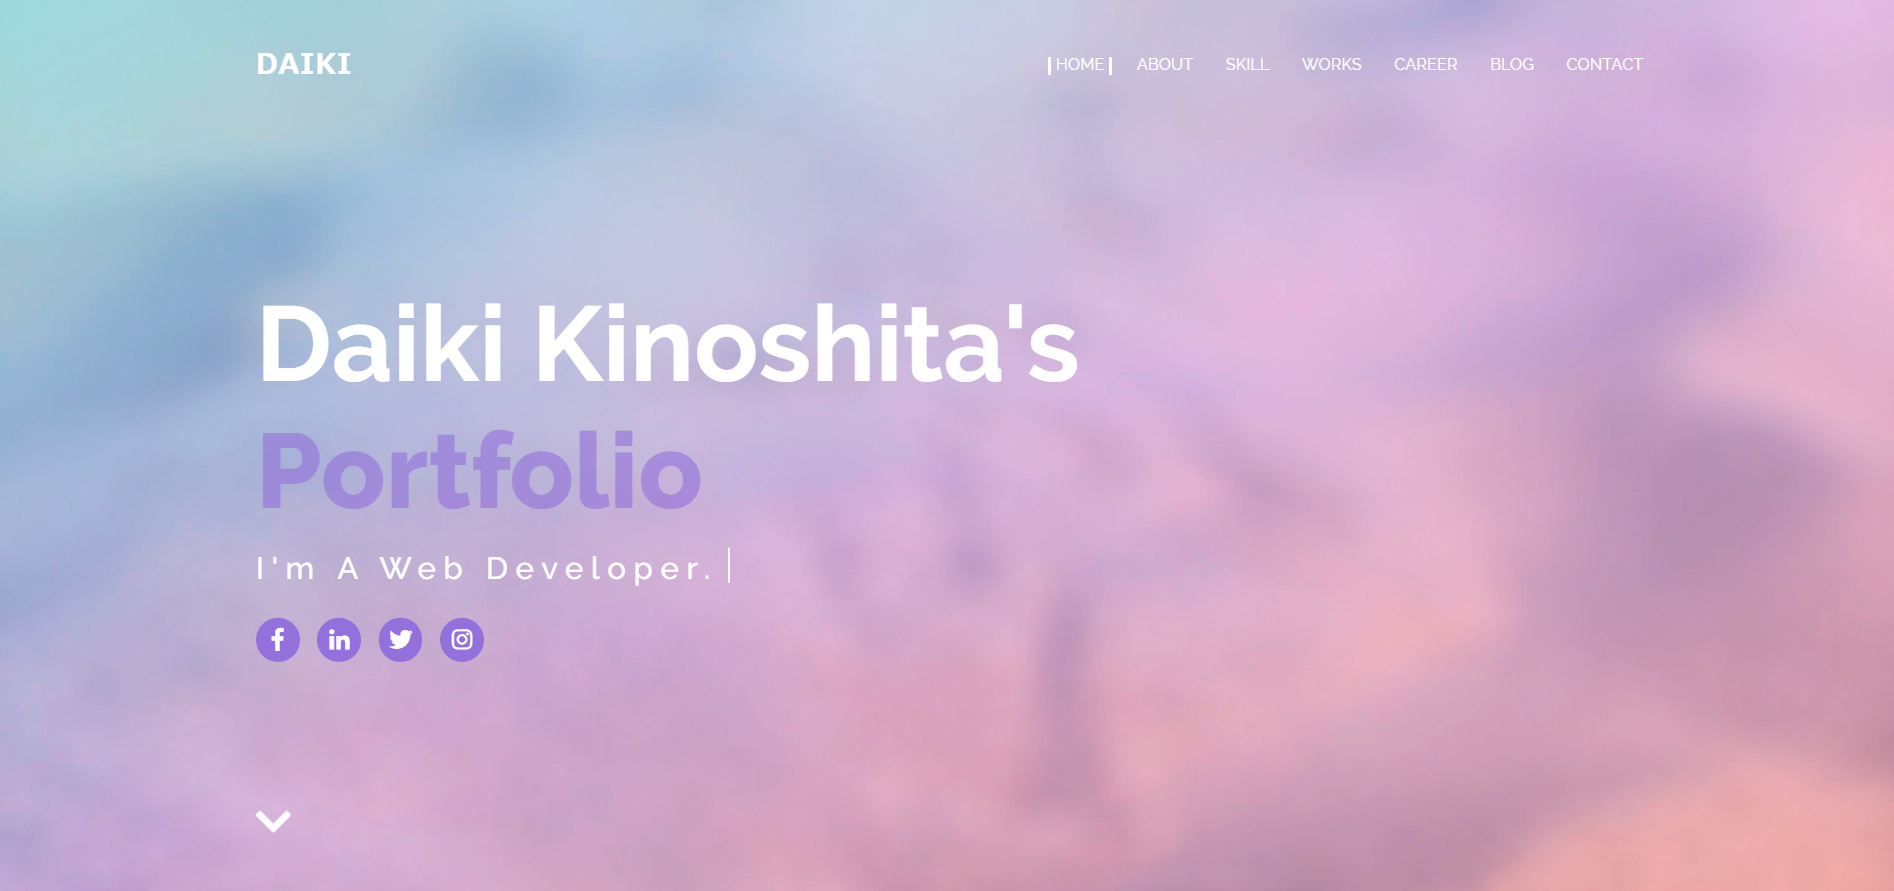 DAIKI
HOME ABOUT SKILL WORKS CAREER BLOG CONTACT
Daiki Kinoshita's
Portfolio
I'm A Web Developer.